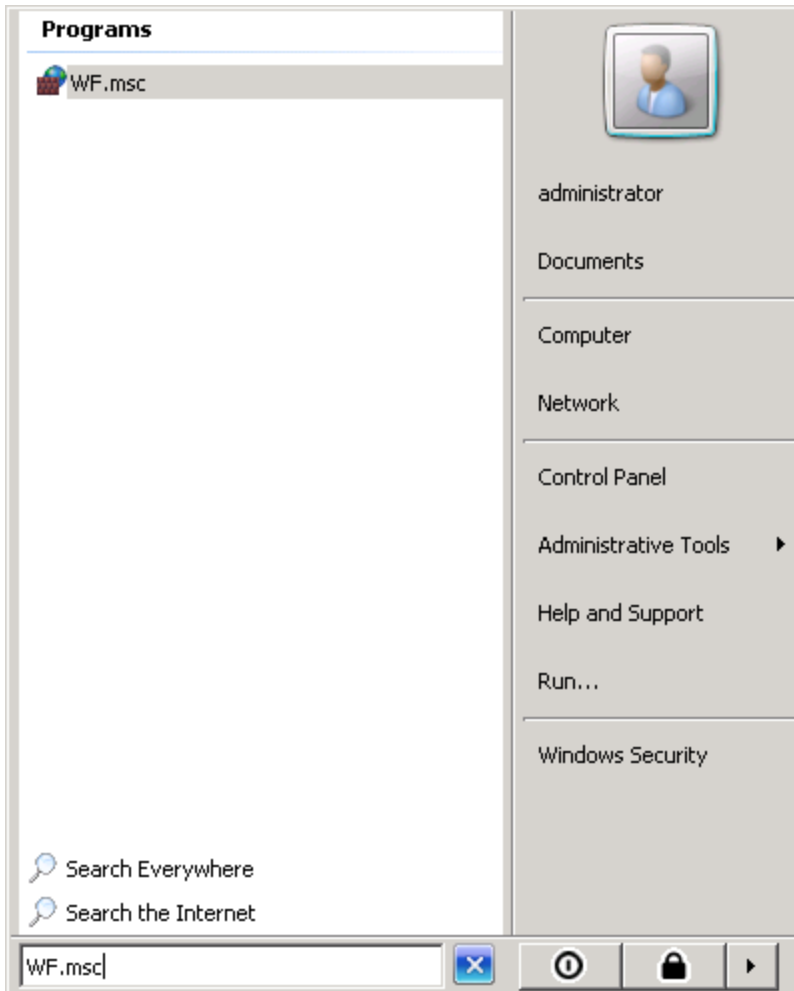 Programs
WF.msc
administrator
Documents
Computer
Network
Control Panel
Administrative Tools
Help and Support
Run...
Windows Security
Search Everywhere
Search the Internet
WF.msc